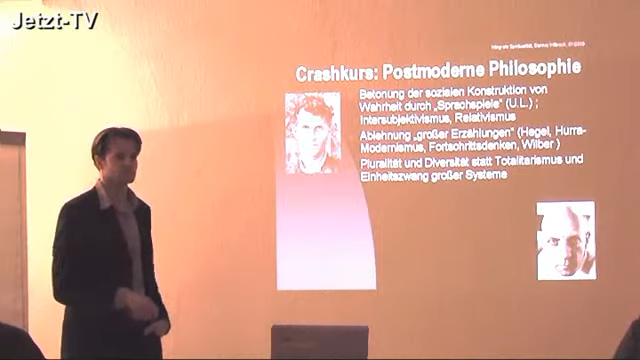 Jetzt-TV
Crashkurs: Postmoderne Philosophie
Betonung der sozialen Konstruktion von
Wahrheit durch „Sprachspiele“ (U.L.) ;
Intersubjektivismus, Relativismus
Ablehnung „großer Erzählungen“ (Hegel, Hurra-
Modernismus, Fortschrittsdenken, Wilber )
Pluralität und Diversität statt Totalitarismus und
Einheitszwang großer Systeme